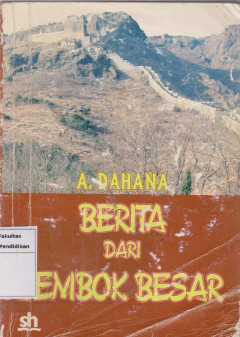 A. DAHANA
BERITA
DARI
EMBOK BESAR
Fakultas
Pendidikan
sh